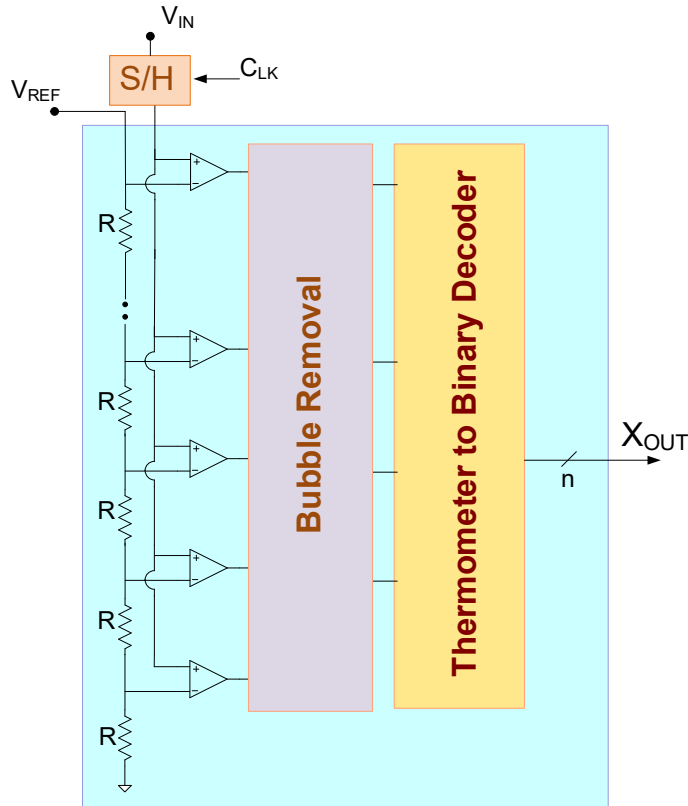 V_IN
S/H
C_LK
V_REF
R
R
R
R
R
Bubble Removal
Thermometer to Binary Decoder
X_OUT
n
+
−
+
−
+
−
+
−
+
−